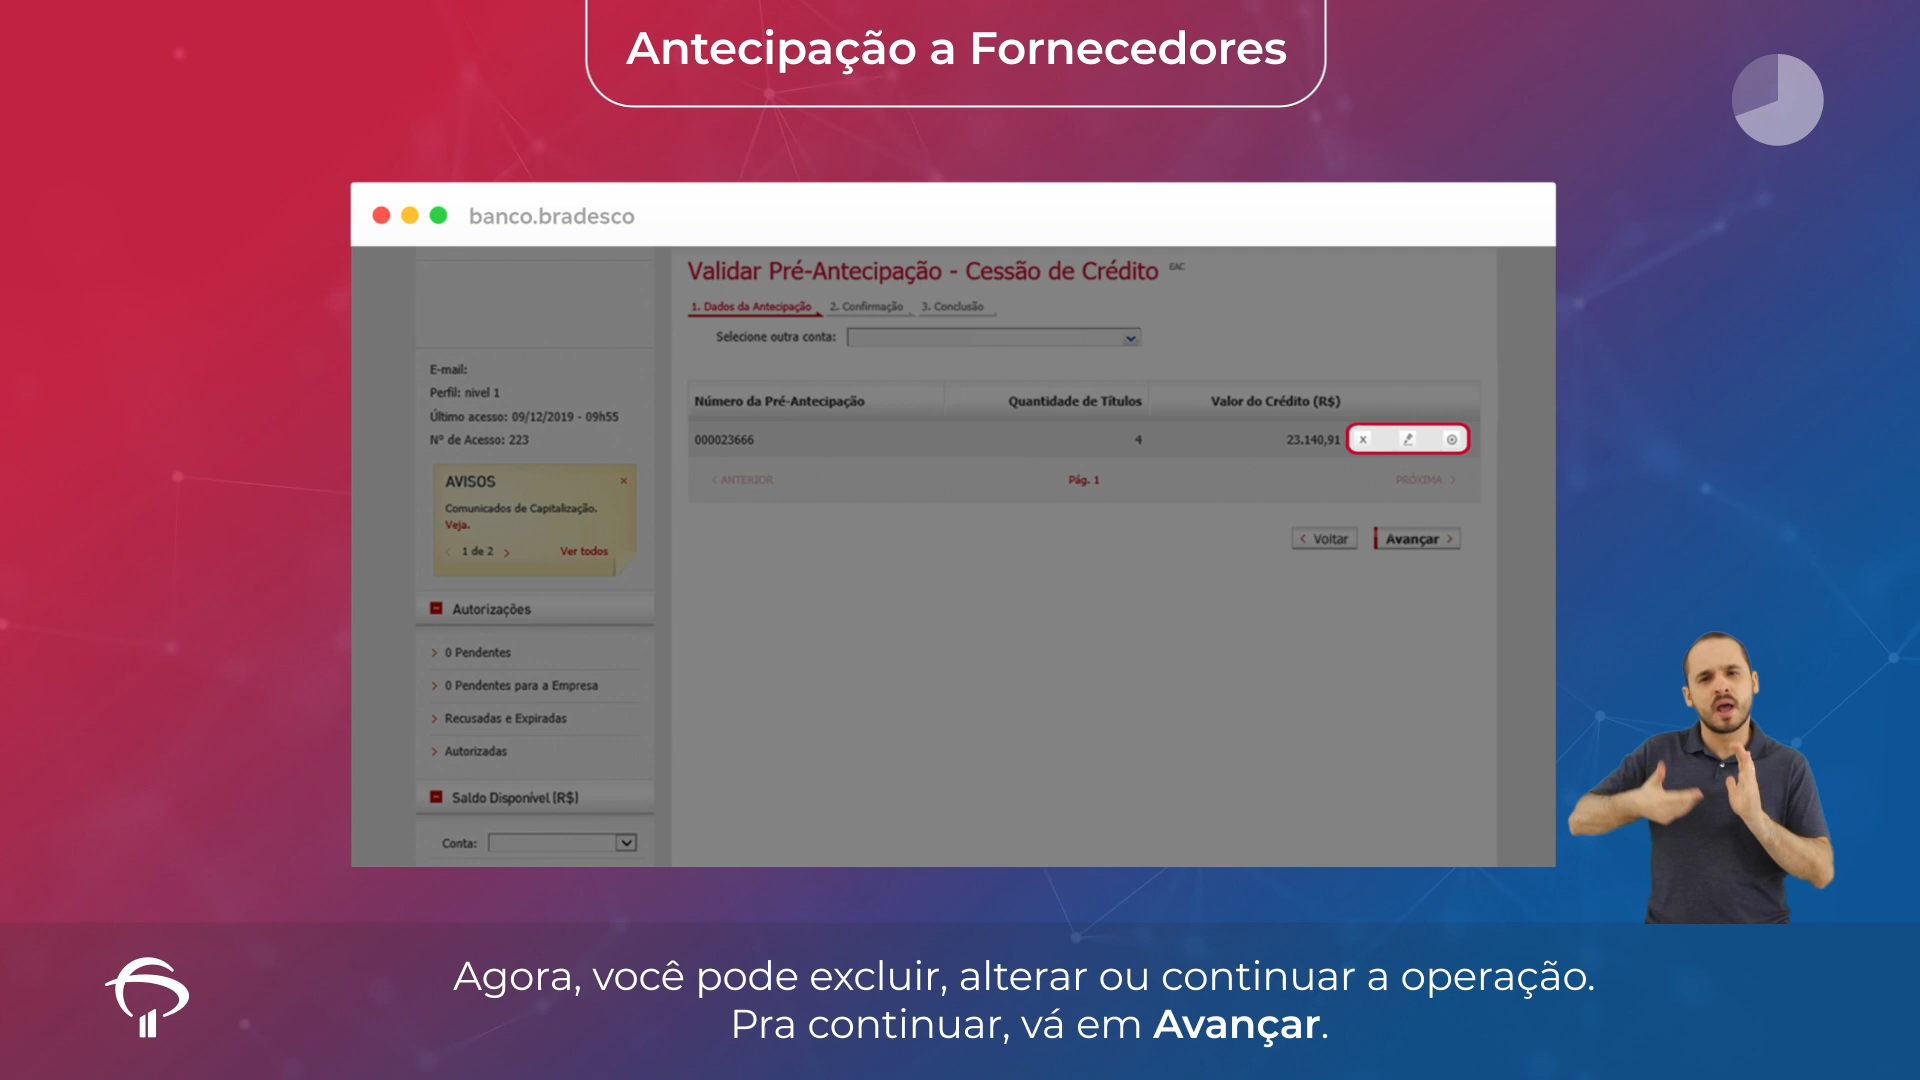 Antecipação a Fornecedores
banco.bradesco
Validar Pré-Antecipação - Cessão de Crédito EAC
1. Dados da Antecipação 2. Confirmação 3. Conclusão
Selecione outra conta:
E-mail:
Perfil: nivel 1
Último acesso: 09/12/2019 - 09h55
Nº de Acesso: 223
AVISOS x
Comunicados de Capitalização.
Veja.
< 1 de 2 > Ver todos
Autorizações
> 0 Pendentes
> 0 Pendentes para a Empresa
> Recusadas e Expiradas
> Autorizadas
Saldo Disponível (R$)
Conta:
Número da Pré-Antecipação Quantidade de Títulos Valor do Crédito (R$)
000023666 4 23.140,91 x
< ANTERIOR Pág. 1 PRÓXIMA >
< Voltar Avançar >
Agora, você pode excluir, alterar ou continuar a operação.
Pra continuar, vá em Avançar.